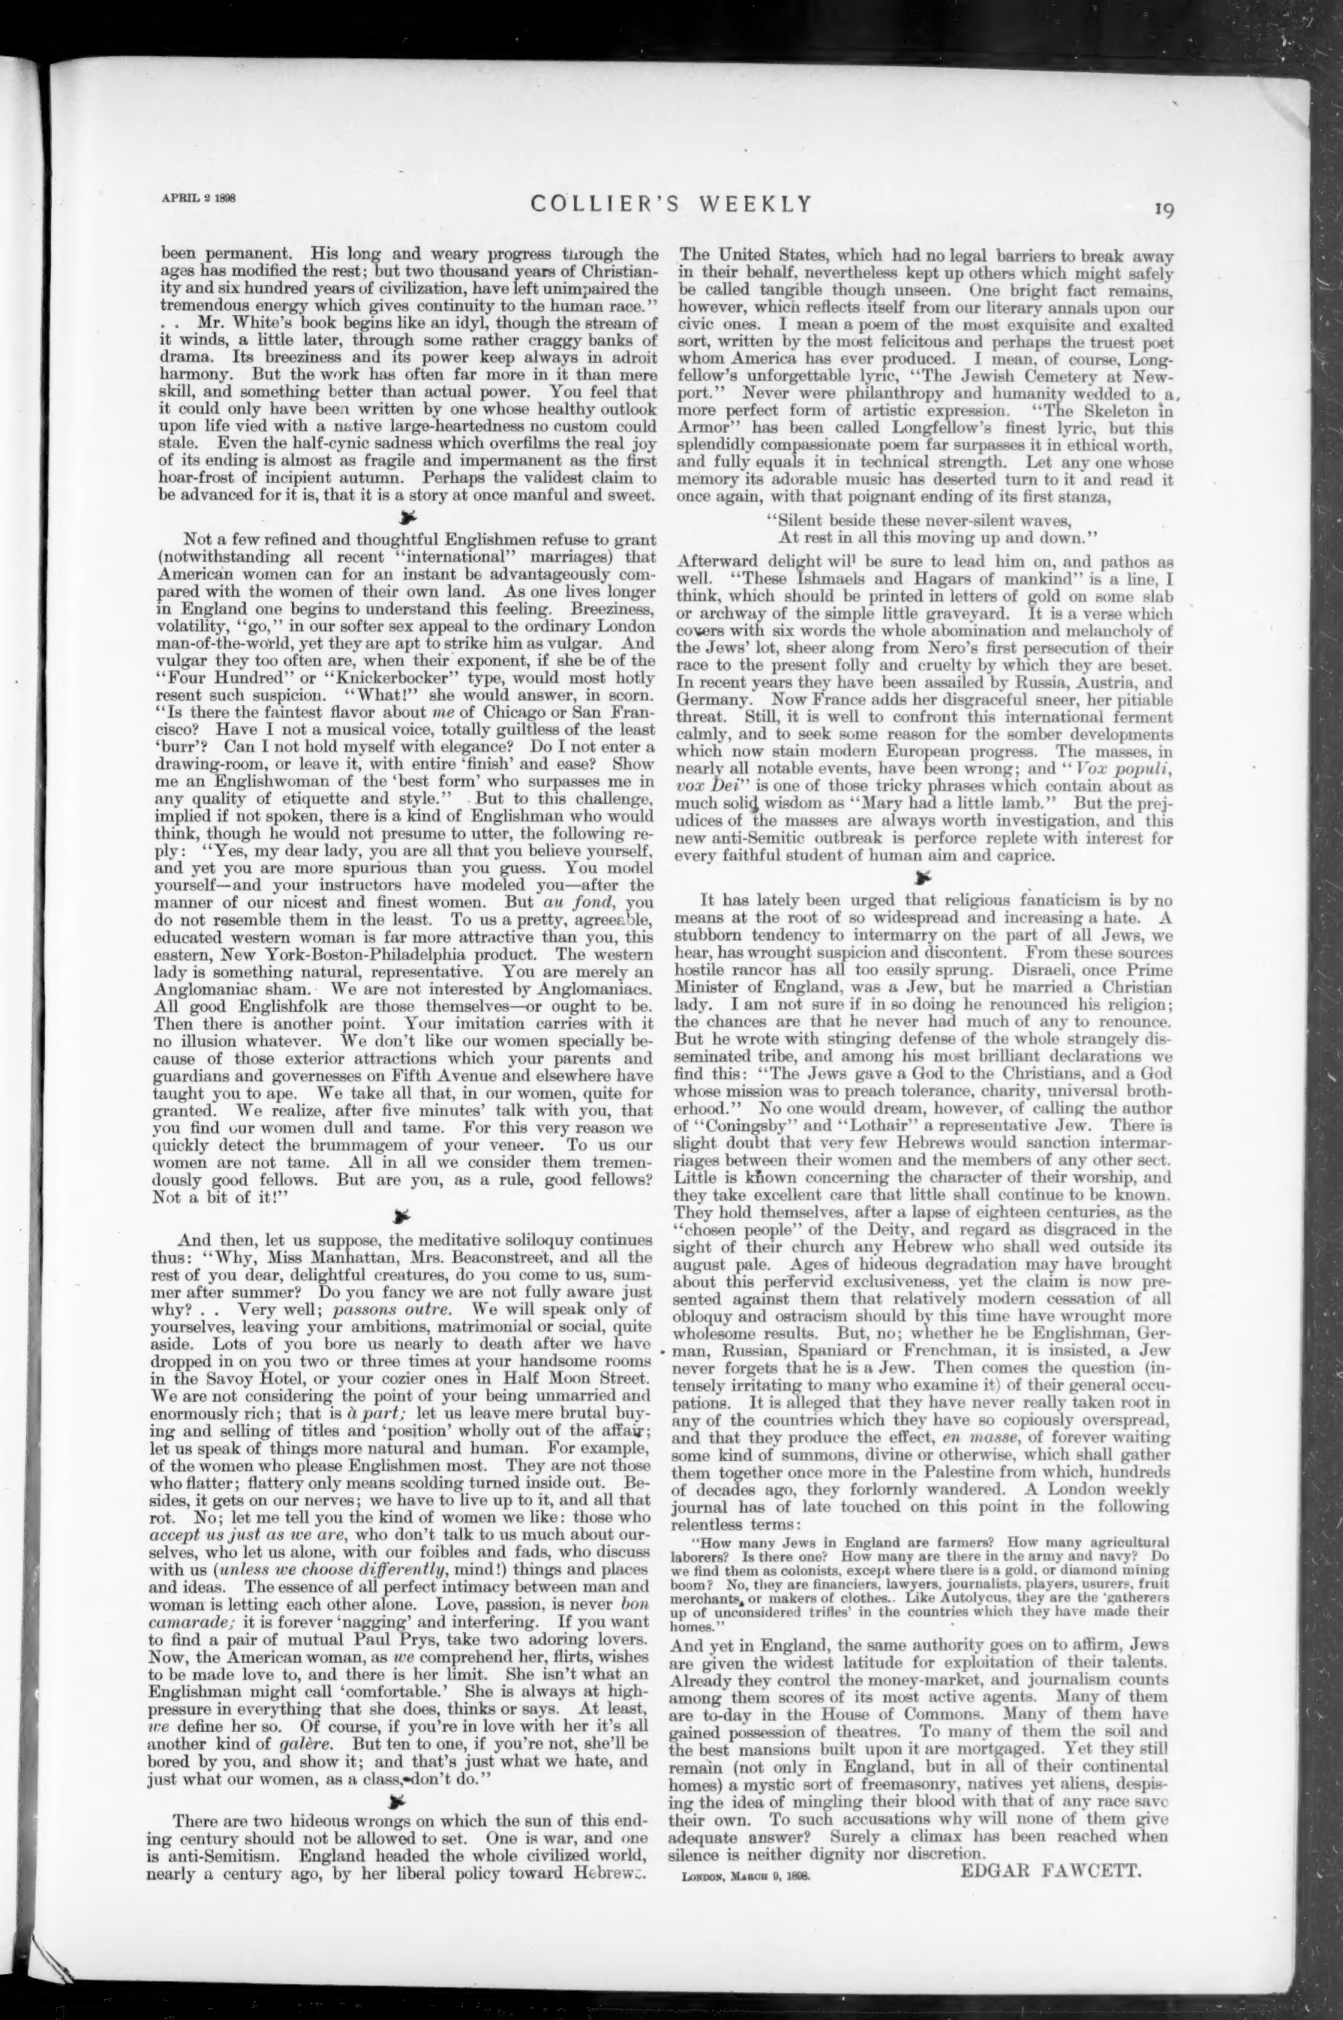 APRIL 2 1898
COLLIER'S WEEKLY
19
been permanent. His long and weary progress through the
ages has modified the rest; but two thousand years of Christian-
ity and six hundred years of civilization, have left unimpaired the
tremendous energy which gives continuity to the human race."
. . Mr. White's book begins like an idyl, though the stream of
it winds, a little later, through some rather craggy banks of
drama. Its breeziness and its power keep always in adroit
harmony. But the work has often far more in it than mere
skill, and something better than actual power. You feel that
it could only have been written by one whose healthy outlook
upon life vied with a native large-heartedness no custom could
stale. Even the half-cynic sadness which overfilms the real joy
of its ending is almost as fragile and impermanent as the first
hoar-frost of incipient autumn. Perhaps the validest claim to
be advanced for it is, that it is a story at once manful and sweet.
Not a few refined and thoughtful Englishmen refuse to grant
(notwithstanding all recent "international" marriages) that
American women can for an instant be advantageously com-
pared with the women of their own land. As one lives longer
in England one begins to understand this feeling. Breeziness,
volatility, "go," in our softer sex appeal to the ordinary London
man-of-the-world, yet they are apt to strike him as vulgar. And
vulgar they too often are, when their exponent, if she be of the
"Four Hundred" or "Knickerbocker" type, would most hotly
resent such suspicion. "What!" she would answer, in scorn.
"Is there the faintest flavor about me of Chicago or San Fran-
cisco? Have I not a musical voice, totally guiltless of the least
'burr'? Can I not hold myself with elegance? Do I not enter a
drawing-room, or leave it, with entire 'finish' and ease? Show
me an Englishwoman of the 'best form' who surpasses me in
any quality of etiquette and style." But to this challenge,
implied if not spoken, there is a kind of Englishman who would
think, though he would not presume to utter, the following re-
ply: "Yes, my dear lady, you are all that you believe yourself,
and yet you are more spurious than you guess. You model
yourself—and your instructors have modeled you—after the
manner of our nicest and finest women. But au fond, you
do not resemble them in the least. To us a pretty, agreeable,
educated western woman is far more attractive than you, this
eastern, New York-Boston-Philadelphia product. The western
lady is something natural, representative. You are merely an
Anglomaniac sham. We are not interested by Anglomaniacs.
All good Englishfolk are those themselves—or ought to be.
Then there is another point. Your imitation carries with it
no illusion whatever. We don't like our women specially be-
cause of those exterior attractions which your parents and
guardians and governesses on Fifth Avenue and elsewhere have
taught you to ape. We take all that, in our women, quite for
granted. We realize, after five minutes' talk with you, that
you find our women dull and tame. For this very reason we
quickly detect the brummagem of your veneer. To us our
women are not tame. All in all we consider them tremen-
dously good fellows. But are you, as a rule, good fellows?
Not a bit of it!"
And then, let us suppose, the meditative soliloquy continues
thus: "Why, Miss Manhattan, Mrs. Beaconstreet, and all the
rest of you dear, delightful creatures, do you come to us, sum-
mer after summer? Do you fancy we are not fully aware just
why? . . Very well; passons outre. We will speak only of
yourselves, leaving your ambitions, matrimonial or social, quite
aside. Lots of you bore us nearly to death after we have
dropped in on you two or three times at your handsome rooms
in the Savoy Hotel, or your cozier ones in Half Moon Street.
We are not considering the point of your being unmarried and
enormously rich; that is à part; let us leave mere brutal buy-
ing and selling of titles and 'position' wholly out of the affair;
let us speak of things more natural and human. For example,
of the women who please Englishmen most. They are not those
who flatter; flattery only means scolding turned inside out. Be-
sides, it gets on our nerves; we have to live up to it, and all that
rot. No; let me tell you the kind of women we like: those who
accept us just as we are, who don't talk to us much about our-
selves, who let us alone, with our foibles and fads, who discuss
with us (unless we choose differently, mind!) things and places
and ideas. The essence of all perfect intimacy between man and
woman is letting each other alone. Love, passion, is never bon
camarade; it is forever 'nagging' and interfering. If you want
to find a pair of mutual Paul Prys, take two adoring lovers.
Now, the American woman, as we comprehend her, flirts, wishes
to be made love to, and there is her limit. She isn't what an
Englishman might call 'comfortable.' She is always at high-
pressure in everything that she does, thinks or says. At least,
we define her so. Of course, if you're in love with her it's all
another kind of galère. But ten to one, if you're not, she'll be
bored by you, and show it; and that's just what we hate, and
just what our women, as a class, don't do."
There are two hideous wrongs on which the sun of this end-
ing century should not be allowed to set. One is war, and one
is anti-Semitism. England headed the whole civilized world,
nearly a century ago, by her liberal policy toward Hebrews.
The United States, which had no legal barriers to break away
in their behalf, nevertheless kept up others which might safely
be called tangible though unseen. One bright fact remains,
however, which reflects itself from our literary annals upon our
civic ones. I mean a poem of the most exquisite and exalted
sort, written by the most felicitous and perhaps the truest poet
whom America has ever produced. I mean, of course, Long-
fellow's unforgettable lyric, "The Jewish Cemetery at New-
port." Never were philanthropy and humanity wedded to a
more perfect form of artistic expression. "The Skeleton in
Armor" has been called Longfellow's finest lyric, but this
splendidly compassionate poem far surpasses it in ethical worth,
and fully equals it in technical strength. Let any one whose
memory its adorable music has deserted turn to it and read it
once again, with that poignant ending of its first stanza,
"Silent beside these never-silent waves,
At rest in all this moving up and down."
Afterward delight will be sure to lead him on, and pathos as
well. "These Ishmaels and Hagars of mankind" is a line, I
think, which should be printed in letters of gold on some slab
or archway of the simple little graveyard. It is a verse which
covers with six words the whole abomination and melancholy of
the Jews' lot, sheer along from Nero's first persecution of their
race to the present folly and cruelty by which they are beset.
In recent years they have been assailed by Russia, Austria, and
Germany. Now France adds her disgraceful sneer, her pitiable
threat. Still, it is well to confront this international ferment
calmly, and to seek some reason for the somber developments
which now stain modern European progress. The masses, in
nearly all notable events, have been wrong; and "Vox populi,
vox Dei" is one of those tricky phrases which contain about as
much solid wisdom as "Mary had a little lamb." But the prej-
udices of the masses are always worth investigation, and this
new anti-Semitic outbreak is perforce replete with interest for
every faithful student of human aim and caprice.
It has lately been urged that religious fanaticism is by no
means at the root of so widespread and increasing a hate. A
stubborn tendency to intermarry on the part of all Jews, we
hear, has wrought suspicion and discontent. From these sources
hostile rancor has all too easily sprung. Disraeli, once Prime
Minister of England, was a Jew, but he married a Christian
lady. I am not sure if in so doing he renounced his religion;
the chances are that he never had much of any to renounce.
But he wrote with stinging defense of the whole strangely dis-
seminated tribe, and among his most brilliant declarations we
find this: "The Jews gave a God to the Christians, and a God
whose mission was to preach tolerance, charity, universal broth-
erhood." No one would dream, however, of calling the author
of "Coningsby" and "Lothair" a representative Jew. There is
slight doubt that very few Hebrews would sanction intermar-
riages between their women and the members of any other sect.
Little is known concerning the character of their worship, and
they take excellent care that little shall continue to be known.
They hold themselves, after a lapse of eighteen centuries, as the
"chosen people" of the Deity, and regard as disgraced in the
sight of their church any Hebrew who shall wed outside its
august pale. Ages of hideous degradation may have brought
about this perfervid exclusiveness, yet the claim is now pre-
sented against them that relatively modern cessation of all
obloquy and ostracism should by this time have wrought more
wholesome results. But, no; whether he be Englishman, Ger-
man, Russian, Spaniard or Frenchman, it is insisted, a Jew
never forgets that he is a Jew. Then comes the question (in-
tensely irritating to many who examine it) of their general occu-
pations. It is alleged that they have never really taken root in
any of the countries which they have so copiously overspread,
and that they produce the effect, en masse, of forever waiting
some kind of summons, divine or otherwise, which shall gather
them together once more in the Palestine from which, hundreds
of decades ago, they forlornly wandered. A London weekly
journal has of late touched on this point in the following
relentless terms:
"How many Jews in England are farmers? How many agricultural
laborers? Is there one? How many are there in the army and navy? Do
we find them as colonists, except where there is a gold, or diamond mining
boom? No, they are financiers, lawyers, journalists, players, usurers, fruit
merchants, or makers of clothes.. Like Autolycus, they are the 'gatherers
up of unconsidered trifles' in the countries which they have made their
homes."
And yet in England, the same authority goes on to affirm, Jews
are given the widest latitude for exploitation of their talents.
Already they control the money-market, and journalism counts
among them scores of its most active agents. Many of them
are to-day in the House of Commons. Many of them have
gained possession of theatres. To many of them the soil and
the best mansions built upon it are mortgaged. Yet they still
remain (not only in England, but in all of their continental
homes) a mystic sort of freemasonry, natives yet aliens, despis-
ing the idea of mingling their blood with that of any race save
their own. To such accusations why will none of them give
adequate answer? Surely a climax has been reached when
silence is neither dignity nor discretion.
LONDON, MARCH 9, 1898.
EDGAR FAWCETT.